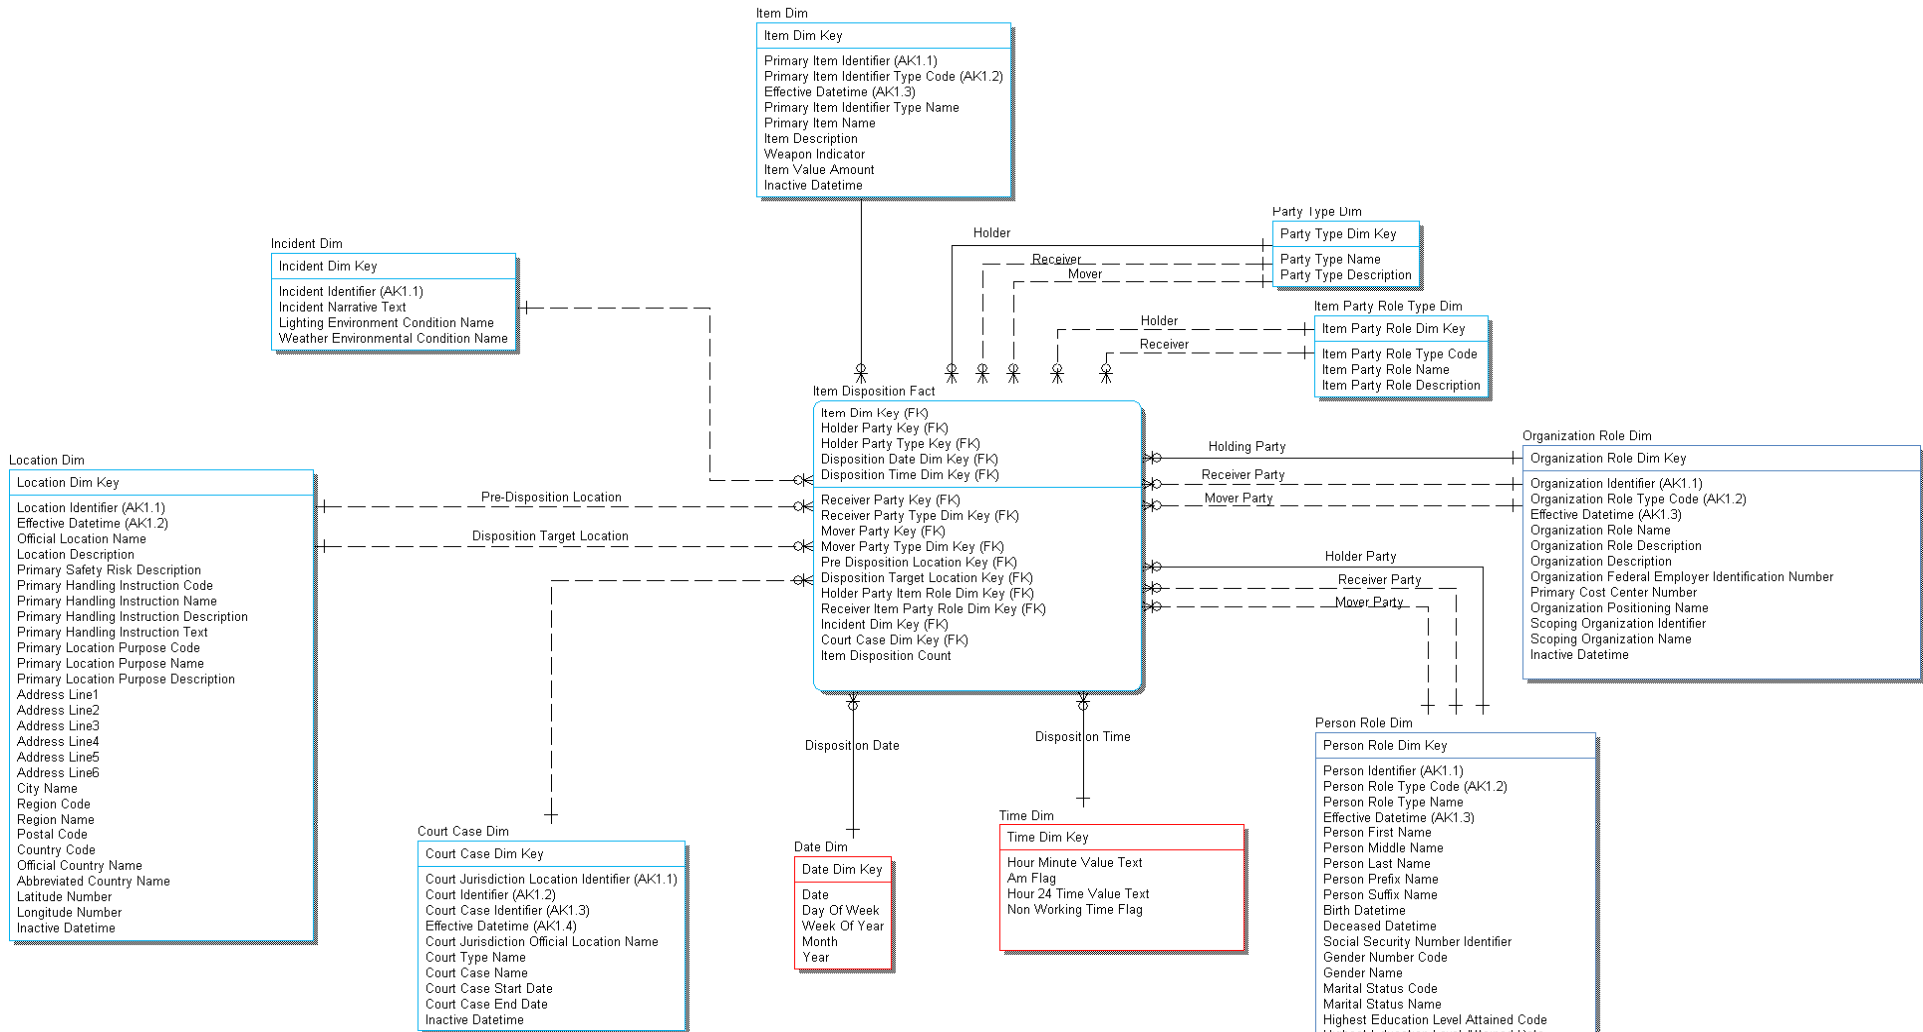 Item Dim
Item Dim Key
Primary Item Identifier (AK1.1)
Primary Item Identifier Type Code (AK1.2)
Effective Datetime (AK1.3)
Primary Item Identifier Type Name
Primary Item Name
Item Description
Weapon Indicator
Item Value Amount
Inactive Datetime
Incident Dim
Incident Dim Key
Incident Identifier (AK1.1)
Incident Narrative Text
Lighting Environment Condition Name
Weather Environmental Condition Name
Holder
Receiver
Mover
Party Type Dim
Party Type Dim Key
Party Type Name
Party Type Description
Holder
Receiver
Item Party Role Type Dim
Item Party Role Dim Key
Item Party Role Type Code
Item Party Role Name
Item Party Role Description
Item Disposition Fact
Item Dim Key (FK)
Holder Party Key (FK)
Holder Party Type Key (FK)
Disposition Date Dim Key (FK)
Disposition Time Dim Key (FK)
Receiver Party Key (FK)
Receiver Party Type Dim Key (FK)
Mover Party Key (FK)
Mover Party Type Dim Key (FK)
Pre Disposition Location Key (FK)
Disposition Target Location Key (FK)
Holder Party Item Role Dim Key (FK)
Receiver Item Party Role Dim Key (FK)
Incident Dim Key (FK)
Court Case Dim Key (FK)
Item Disposition Count
Location Dim
Location Dim Key
Location Identifier (AK1.1)
Effective Datetime (AK1.2)
Official Location Name
Location Description
Primary Safety Risk Description
Primary Handling Instruction Code
Primary Handling Instruction Name
Primary Handling Instruction Description
Primary Handling Instruction Text
Primary Location Purpose Code
Primary Location Purpose Name
Primary Location Purpose Description
Address Line1
Address Line2
Address Line3
Address Line4
Address Line5
Address Line6
City Name
Region Code
Region Name
Postal Code
Country Code
Official Country Name
Abbreviated Country Name
Latitude Number
Longitude Number
Inactive Datetime
Pre-Disposition Location
Disposition Target Location
Holding Party
Receiver Party
Mover Party
Organization Role Dim
Organization Role Dim Key
Organization Identifier (AK1.1)
Organization Role Type Code (AK1.2)
Effective Datetime (AK1.3)
Organization Role Name
Organization Role Description
Organization Description
Organization Federal Employer Identification Number
Primary Cost Center Number
Organization Positioning Name
Scoping Organization Identifier
Scoping Organization Name
Inactive Datetime
Holder Party
Receiver Party
Mover Party
Disposition Date
Disposition Time
Court Case Dim
Court Case Dim Key
Court Jurisdiction Location Identifier (AK1.1)
Court Identifier (AK1.2)
Court Case Identifier (AK1.3)
Effective Datetime (AK1.4)
Court Jurisdiction Official Location Name
Court Type Name
Court Case Name
Court Case Start Date
Court Case End Date
Inactive Datetime
Date Dim
Date Dim Key
Date
Day Of Week
Week Of Year
Month
Year
Time Dim
Time Dim Key
Hour Minute Value Text
Am Flag
Hour 24 Time Value Text
Non Working Time Flag
Person Role Dim
Person Role Dim Key
Person Identifier (AK1.1)
Person Role Type Code (AK1.2)
Person Role Type Name
Effective Datetime (AK1.3)
Person First Name
Person Middle Name
Person Last Name
Person Prefix Name
Person Suffix Name
Birth Datetime
Deceased Datetime
Social Security Number Identifier
Gender Number Code
Gender Name
Marital Status Code
Marital Status Name
Highest Education Level Attained Code